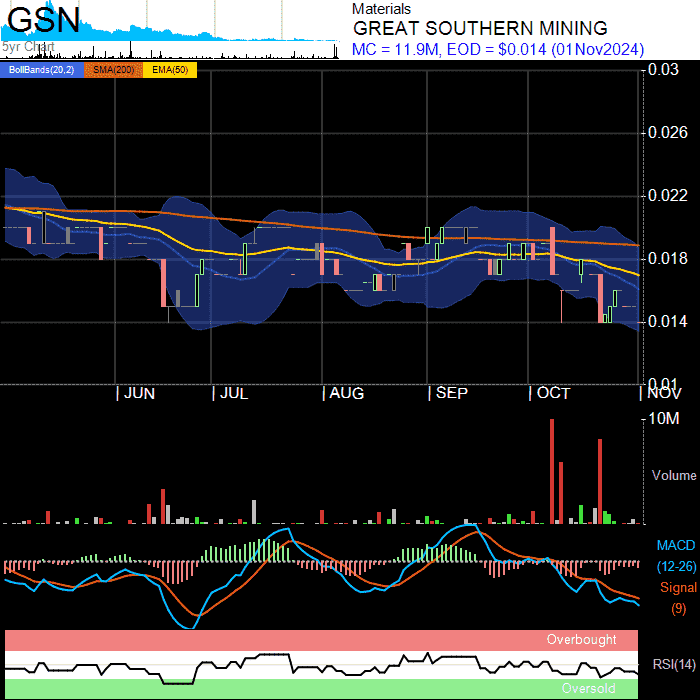 GSN
Materials
GREAT SOUTHERN MINING
MC = 11.9M, EOD = $0.014 (01Nov2024)
5yr Chart
BollBands(20,2) SMA(200) EMA(50)
0.03
0.026
0.022
0.018
0.014
0.01
JUN JUL AUG SEP OCT NOV
10M
Volume
MACD
(12-26)
Signal
(9)
Overbought
RSI(14)
Oversold